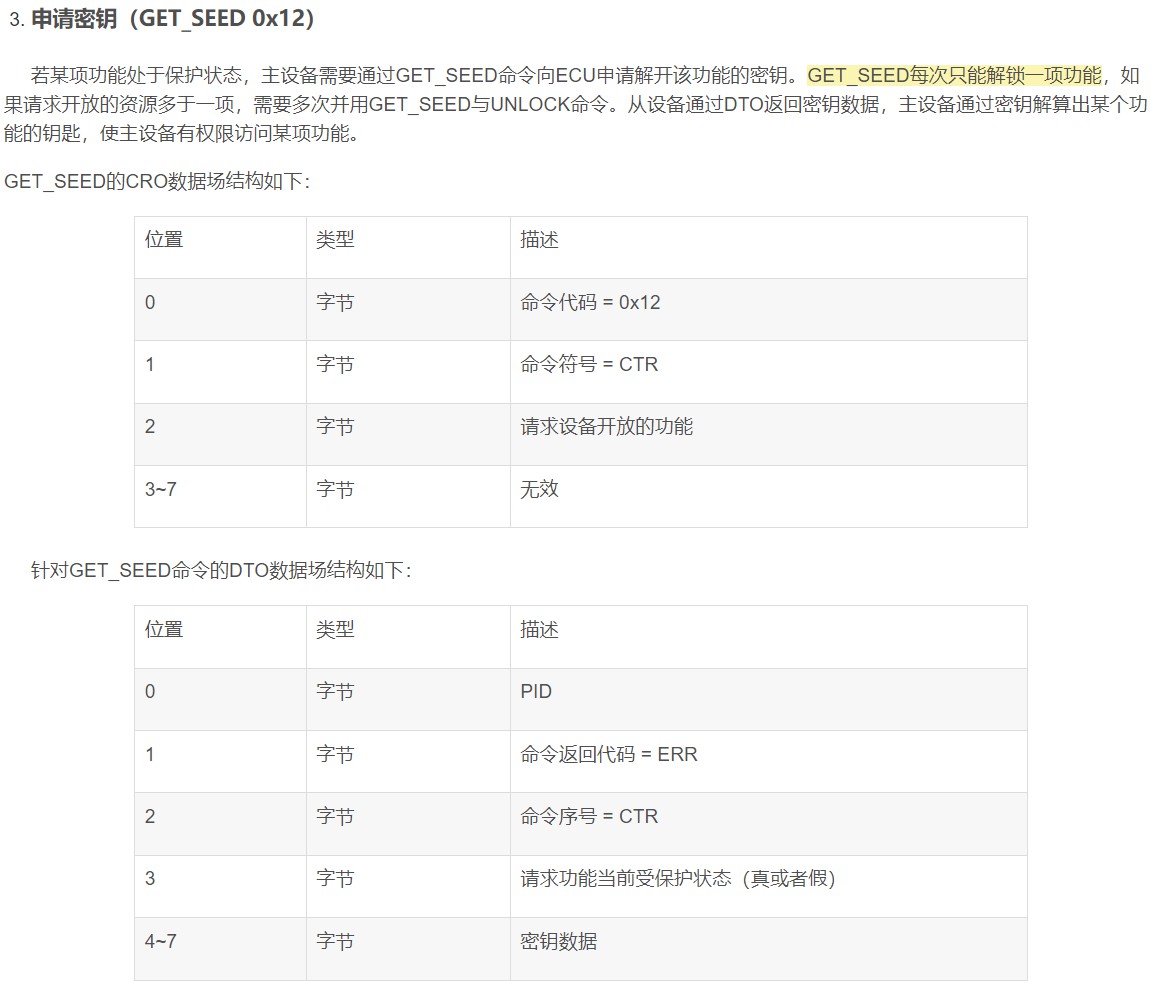 3. 申请密钥（GET_SEED 0x12）
若某项功能处于保护状态，主设备需要通过GET_SEED命令向ECU申请解开该功能的密钥。GET_SEED每次只能解锁一项功能，如
果请求开放的资源多于一项，需要多次并用GET_SEED与UNLOCK命令。从设备通过DTO返回密钥数据，主设备通过密钥解算出某个功
能的钥匙，使主设备有权限访问某项功能。
GET_SEED的CRO数据场结构如下：
位置 类型 描述
0 字节 命令代码 = 0x12
1 字节 命令符号 = CTR
2 字节 请求设备开放的功能
3~7 字节 无效
针对GET_SEED命令的DTO数据场结构如下：
位置 类型 描述
0 字节 PID
1 字节 命令返回代码 = ERR
2 字节 命令序号 = CTR
3 字节 请求功能当前受保护状态（真或者假）
4~7 字节 密钥数据